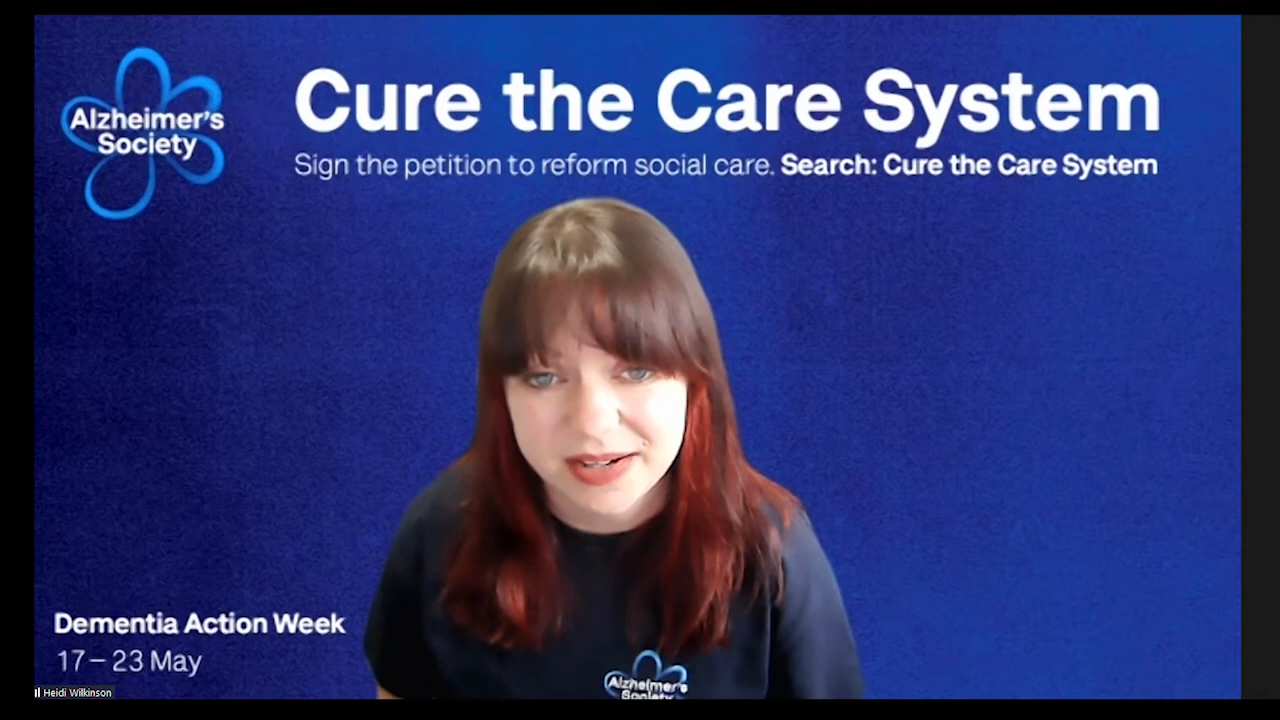 Alzheimer's
Society
Cure the Care System
Sign the petition to reform social care. Search: Cure the Care System
Dementia Action Week
17 – 23 May
Heidi Wilkinson
Alzheimer's
Society